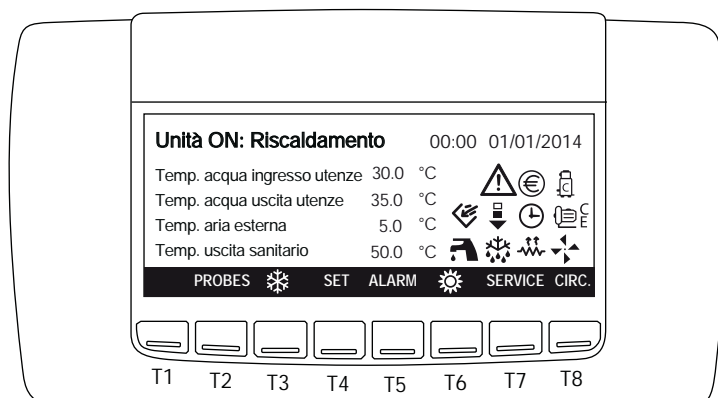 Unità ON: Riscaldamento 00:00 01/01/2014
Temp. acqua ingresso utenze 30.0 °C
Temp. acqua uscita utenze 35.0 °C
Temp. aria esterna 5.0 °C
Temp. uscita sanitario 50.0 °C
€ C
C
E
PROBES SET ALARM SERVICE CIRC.
T1 T2 T3 T4 T5 T6 T7 T8